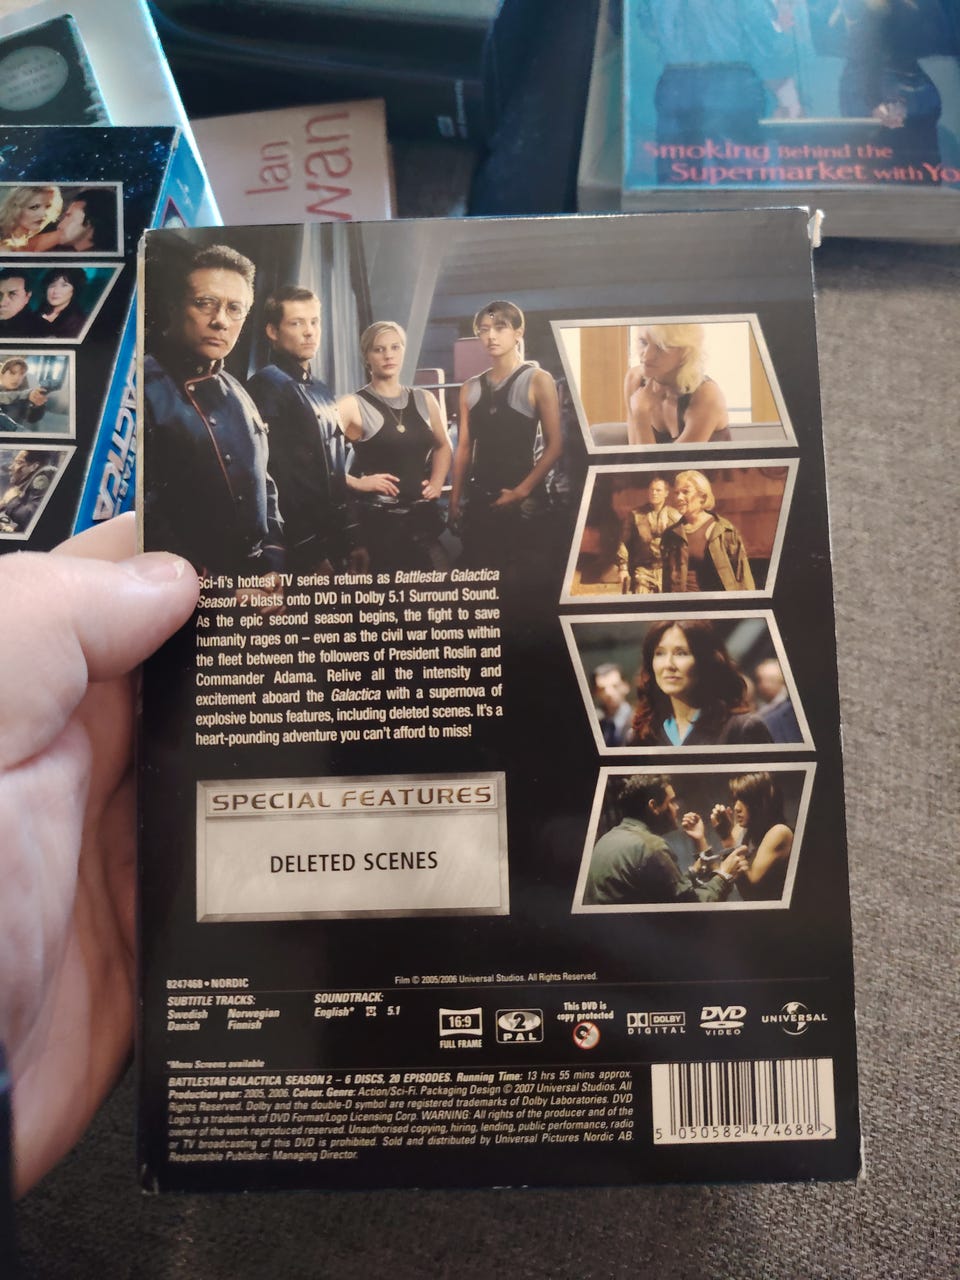 Ian
wan
Smoking Behind the
Supermarket with Yo
GALACTICA
Sci-fi's hottest TV series returns as Battlestar Galactica
Season 2 blasts onto DVD in Dolby 5.1 Surround Sound.
As the epic second season begins, the fight to save
humanity rages on – even as the civil war looms within
the fleet between the followers of President Roslin and
Commander Adama. Relive all the intensity and
excitement aboard the Galactica with a supernova of
explosive bonus features, including deleted scenes. It's a
heart-pounding adventure you can't afford to miss!
SPECIAL FEATURES
DELETED SCENES
8247468 • NORDIC
Film © 2005/2006 Universal Studios. All Rights Reserved.
SUBTITLE TRACKS:
Swedish Norwegian
Danish Finnish
SOUNDTRACK:
English* 5.1
16:9
FULL FRAME
2
PAL
This DVD is
copy protected
DOLBY
DIGITAL
DVD
VIDEO
UNIVERSAL
*Menu Screens available
BATTLESTAR GALACTICA SEASON 2 – 6 DISCS, 20 EPISODES. Running Time: 13 hrs 55 mins approx.
Production year: 2005, 2006. Colour. Genre: Action/Sci-Fi. Packaging Design © 2007 Universal Studios. All
Rights Reserved. Dolby and the double-D symbol are registered trademarks of Dolby Laboratories. DVD
Logo is a trademark of DVD Format/Logo Licensing Corp. WARNING: All rights of the producer and of the
owner of the work reproduced reserved. Unauthorised copying, hiring, lending, public performance, radio
or TV broadcasting of this DVD is prohibited. Sold and distributed by Universal Pictures Nordic AB.
Responsible Publisher: Managing Director.
5 050582 474688 >